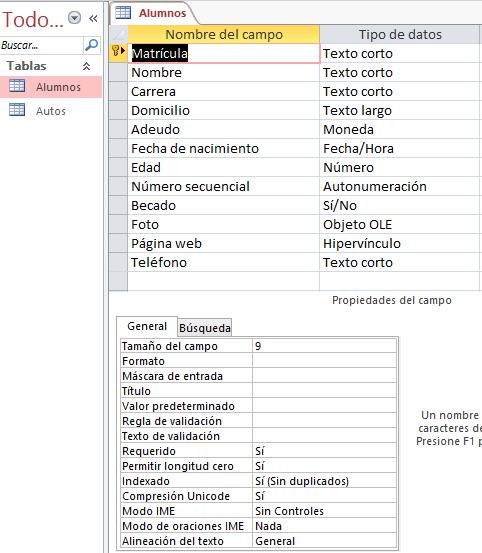 Todo...
Buscar...
Tablas
Alumnos
Autos
Alumnos
Nombre del campo Tipo de datos
Matrícula Texto corto
Nombre Texto corto
Carrera Texto corto
Domicilio Texto largo
Adeudo Moneda
Fecha de nacimiento Fecha/Hora
Edad Número
Número secuencial Autonumeración
Becado Sí/No
Foto Objeto OLE
Página web Hipervínculo
Teléfono Texto corto
Propiedades del campo
General Búsqueda
Tamaño del campo 9
Formato
Máscara de entrada
Título
Valor predeterminado
Regla de validación
Texto de validación
Requerido Sí
Permitir longitud cero Sí
Indexado Sí (Sin duplicados)
Compresión Unicode Sí
Modo IME Sin Controles
Modo de oraciones IME Nada
Alineación del texto General
Un nombre
caracteres de
Presione F1 p